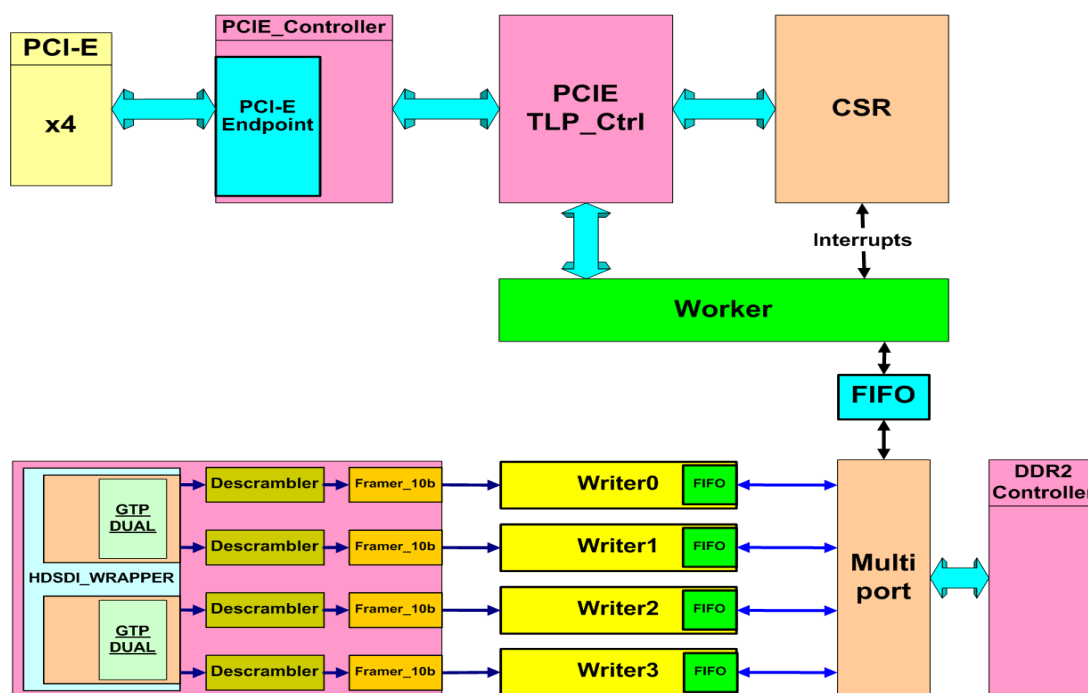 PCI-E
x4
PCIE_Controller
PCI-E
Endpoint
PCIE
TLP_Ctrl
CSR
Interrupts
Worker
FIFO
GTP
DUAL
HDSDI_WRAPPER
GTP
DUAL
Descrambler
Framer_10b
Writer0
FIFO
Descrambler
Framer_10b
Writer1
FIFO
Descrambler
Framer_10b
Writer2
FIFO
Descrambler
Framer_10b
Writer3
FIFO
Multi
port
DDR2
Controller